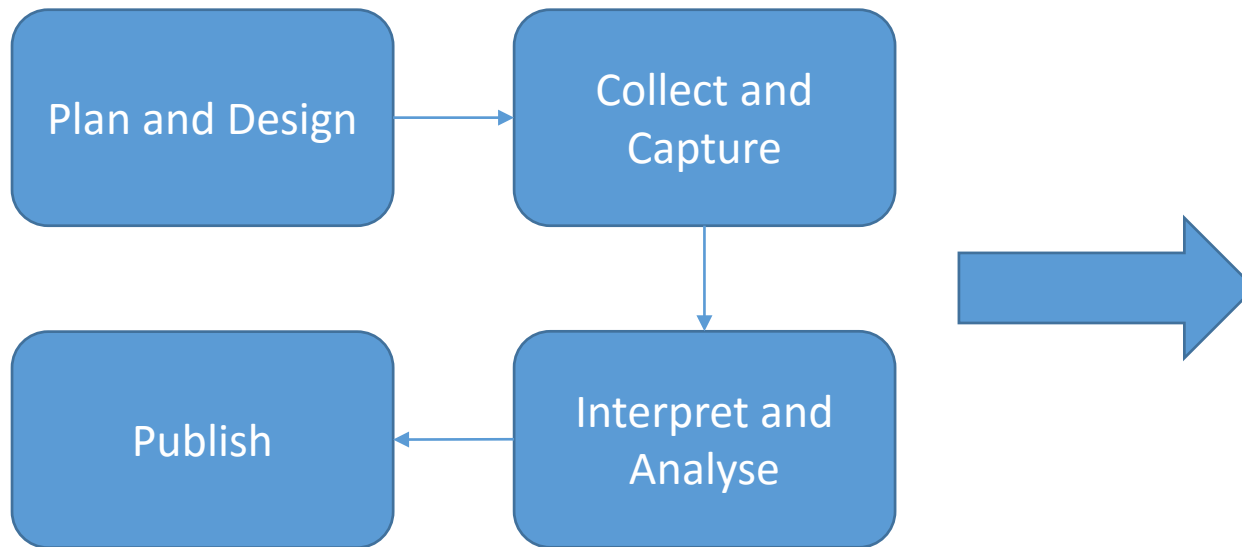 Plan and Design
Collect and
Capture
Interpret and
Analyse
Publish